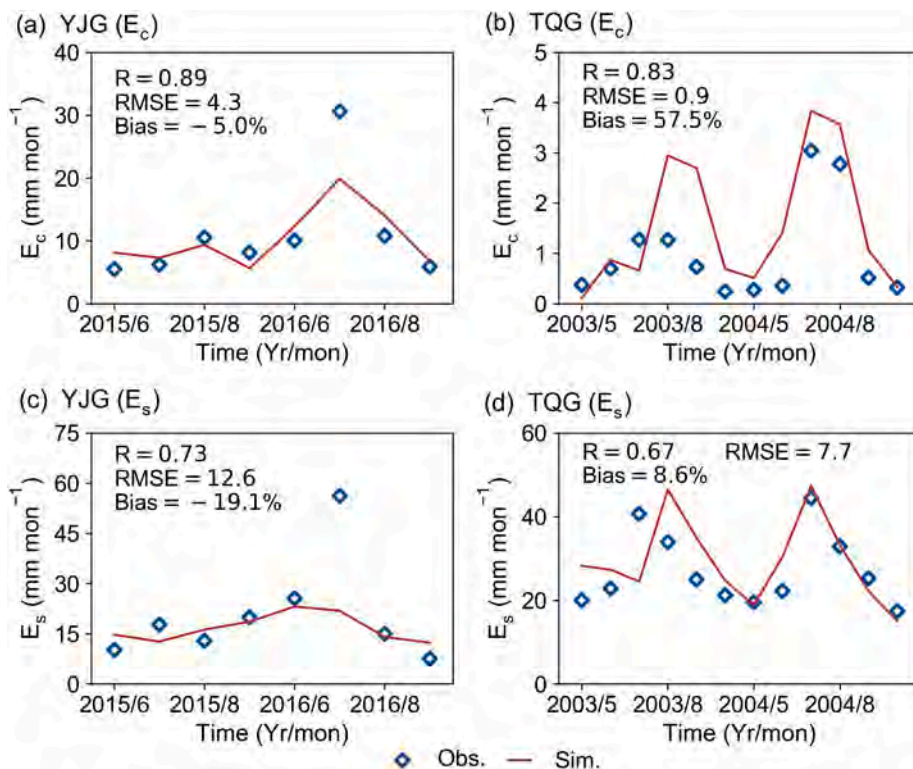 (a) YJG (E_c)
R = 0.89
RMSE = 4.3
Bias = − 5.0%
40
30
20
10
0
E_c (mm mon⁻¹)
2015/6 2015/8 2016/6 2016/8
Time (Yr/mon)
(b) TQG (E_c)
R = 0.83
RMSE = 0.9
Bias = 57.5%
5
4
3
2
1
0
E_c (mm mon⁻¹)
2003/5 2003/8 2004/5 2004/8
Time (Yr/mon)
(c) YJG (E_s)
R = 0.73
RMSE = 12.6
Bias = − 19.1%
75
60
45
30
15
0
E_s (mm mon⁻¹)
2015/6 2015/8 2016/6 2016/8
Time (Yr/mon)
(d) TQG (E_s)
R = 0.67 RMSE = 7.7
Bias = 8.6%
60
40
20
0
E_s (mm mon⁻¹)
2003/5 2003/8 2004/5 2004/8
Time (Yr/mon)
Obs. Sim.